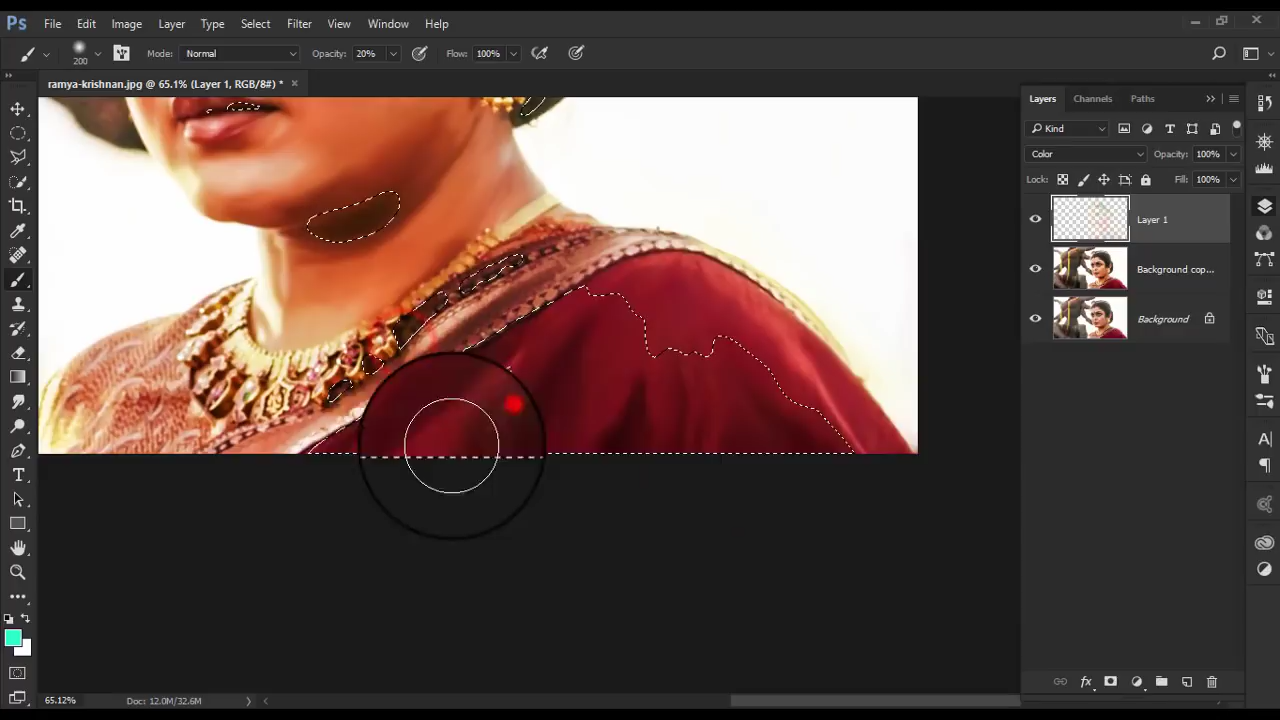 Ps File Edit Image Layer Type Select Filter View Window Help
200 Mode: Normal Opacity: 20% Flow: 100%
ramya-krishnan.jpg @ 65.1% (Layer 1, RGB/8#) *
Layers Channels Paths
Kind
Color Opacity: 100%
Lock: Fill: 100%
Layer 1
Background cop...
Background
65.12% Doc: 12.0M/32.6M